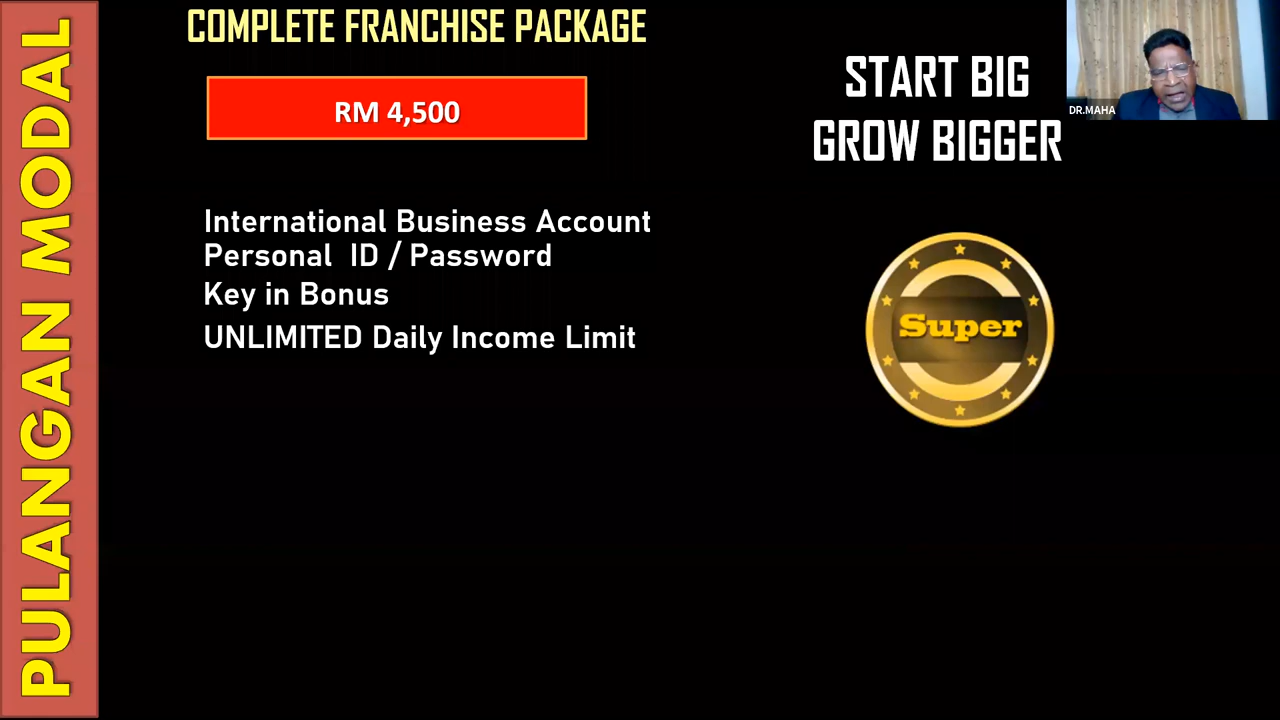 PULANGAN MODAL
COMPLETE FRANCHISE PACKAGE
RM 4,500
START BIG
GROW BIGGER
DR.MAHA
International Business Account
Personal ID / Password
Key in Bonus
UNLIMITED Daily Income Limit
Super